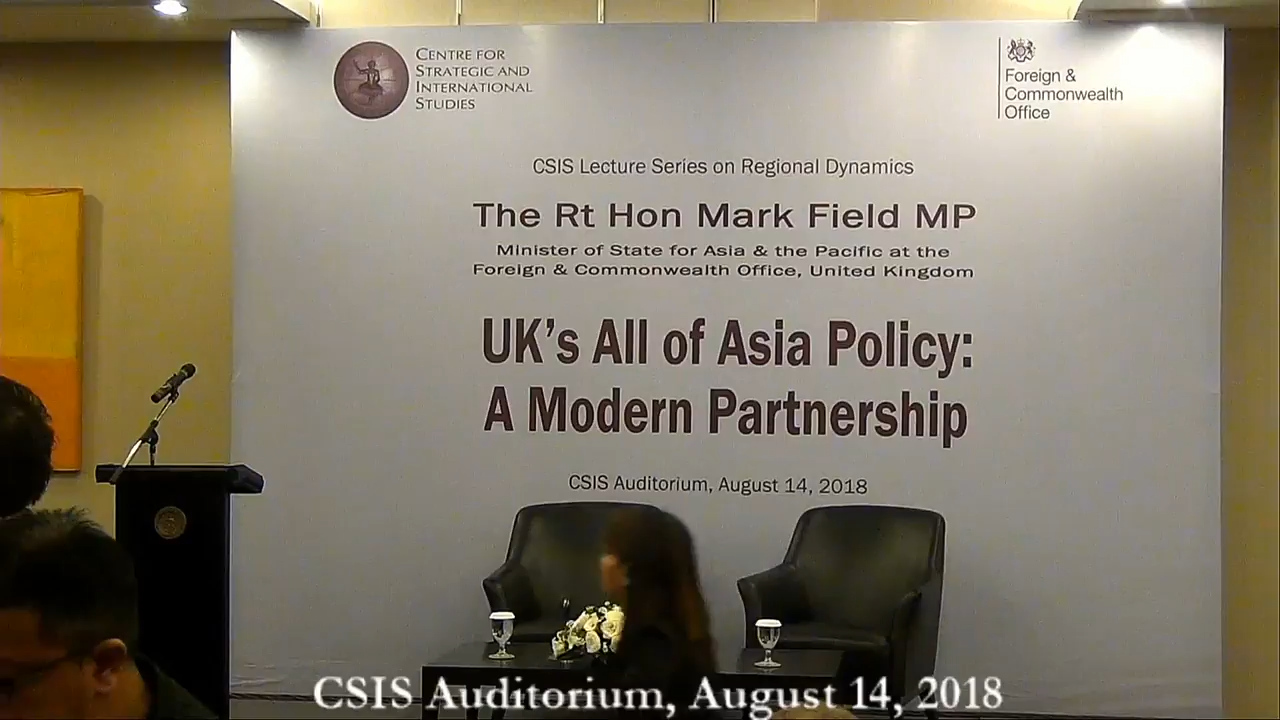 CENTRE FOR
STRATEGIC AND
INTERNATIONAL
STUDIES
Foreign &
Commonwealth
Office
CSIS Lecture Series on Regional Dynamics
The Rt Hon Mark Field MP
Minister of State for Asia & the Pacific at the
Foreign & Commonwealth Office, United Kingdom
UK's All of Asia Policy:
A Modern Partnership
CSIS Auditorium, August 14, 2018
CSIS Auditorium, August 14, 2018